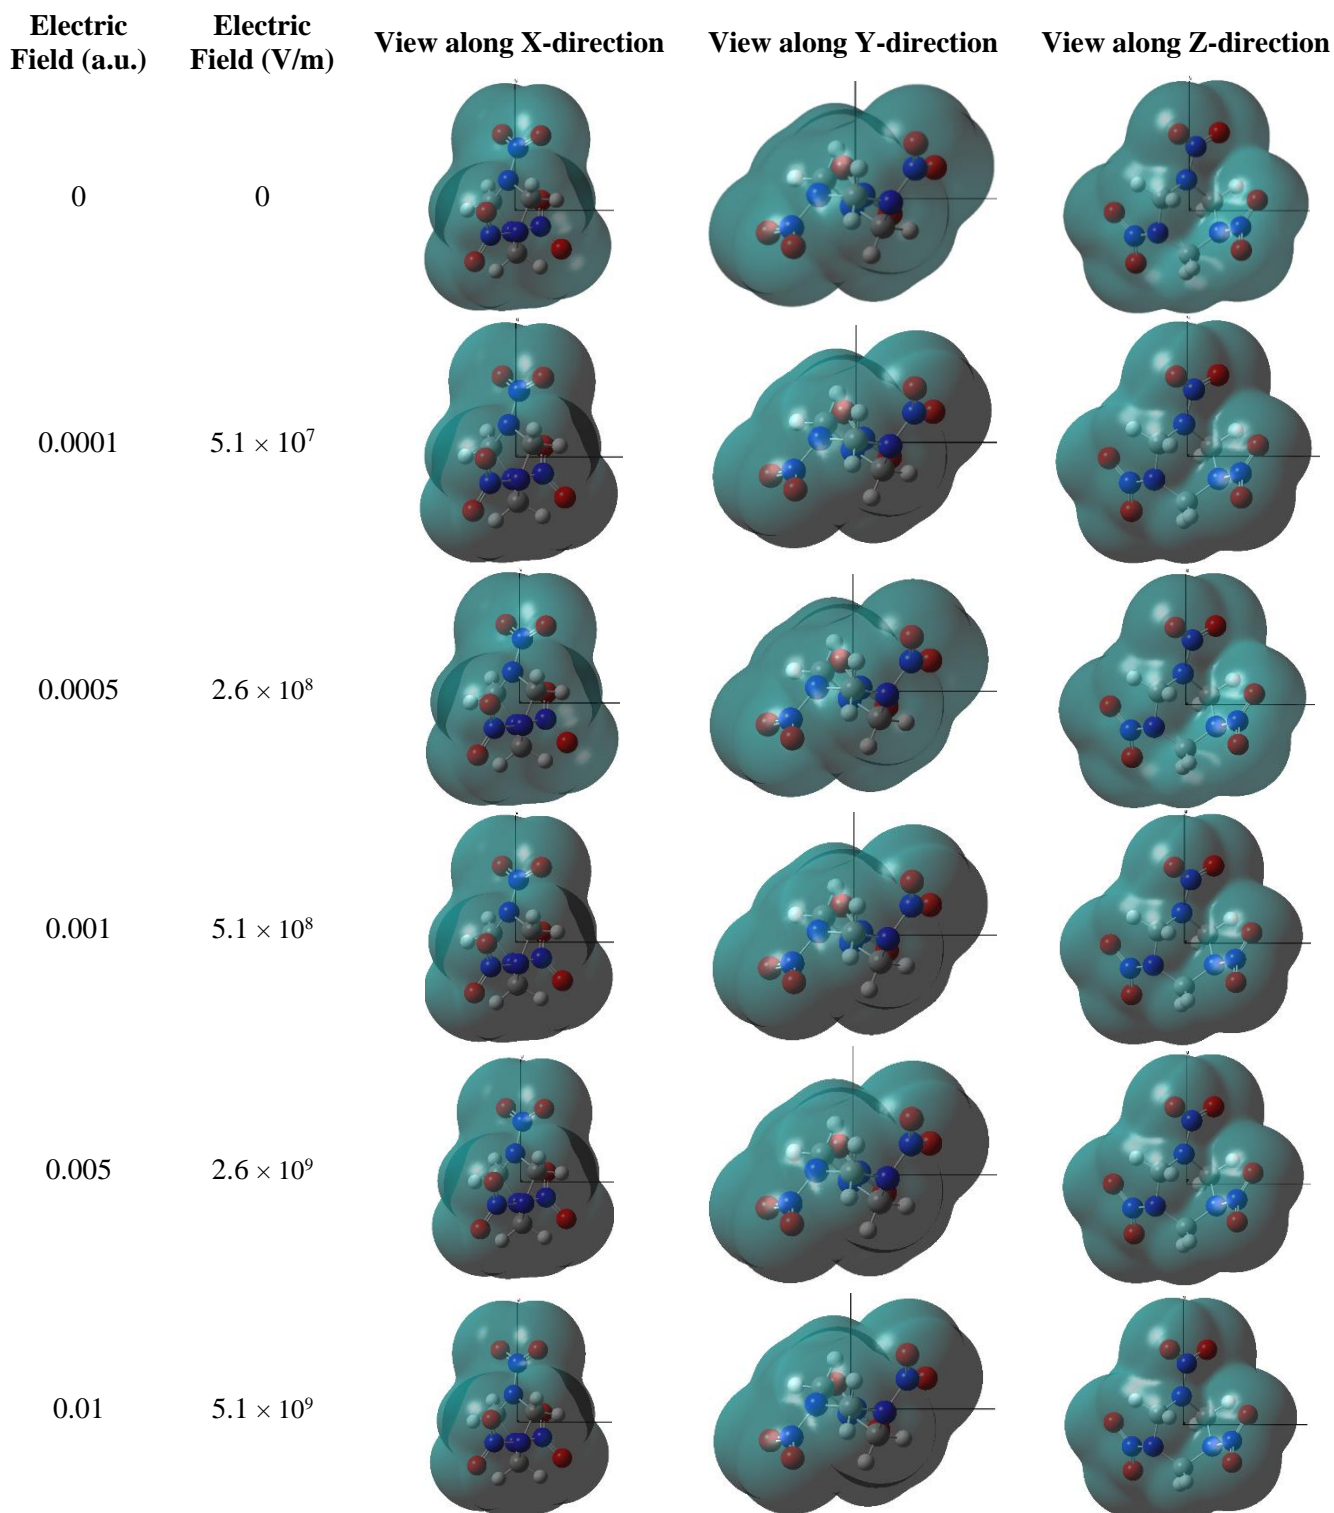 Electric Field (a.u.) Electric Field (V/m) View along X-direction View along Y-direction View along Z-direction
0 0
0.0001 5.1 × 10⁷
0.0005 2.6 × 10⁸
0.001 5.1 × 10⁸
0.005 2.6 × 10⁹
0.01 5.1 × 10⁹